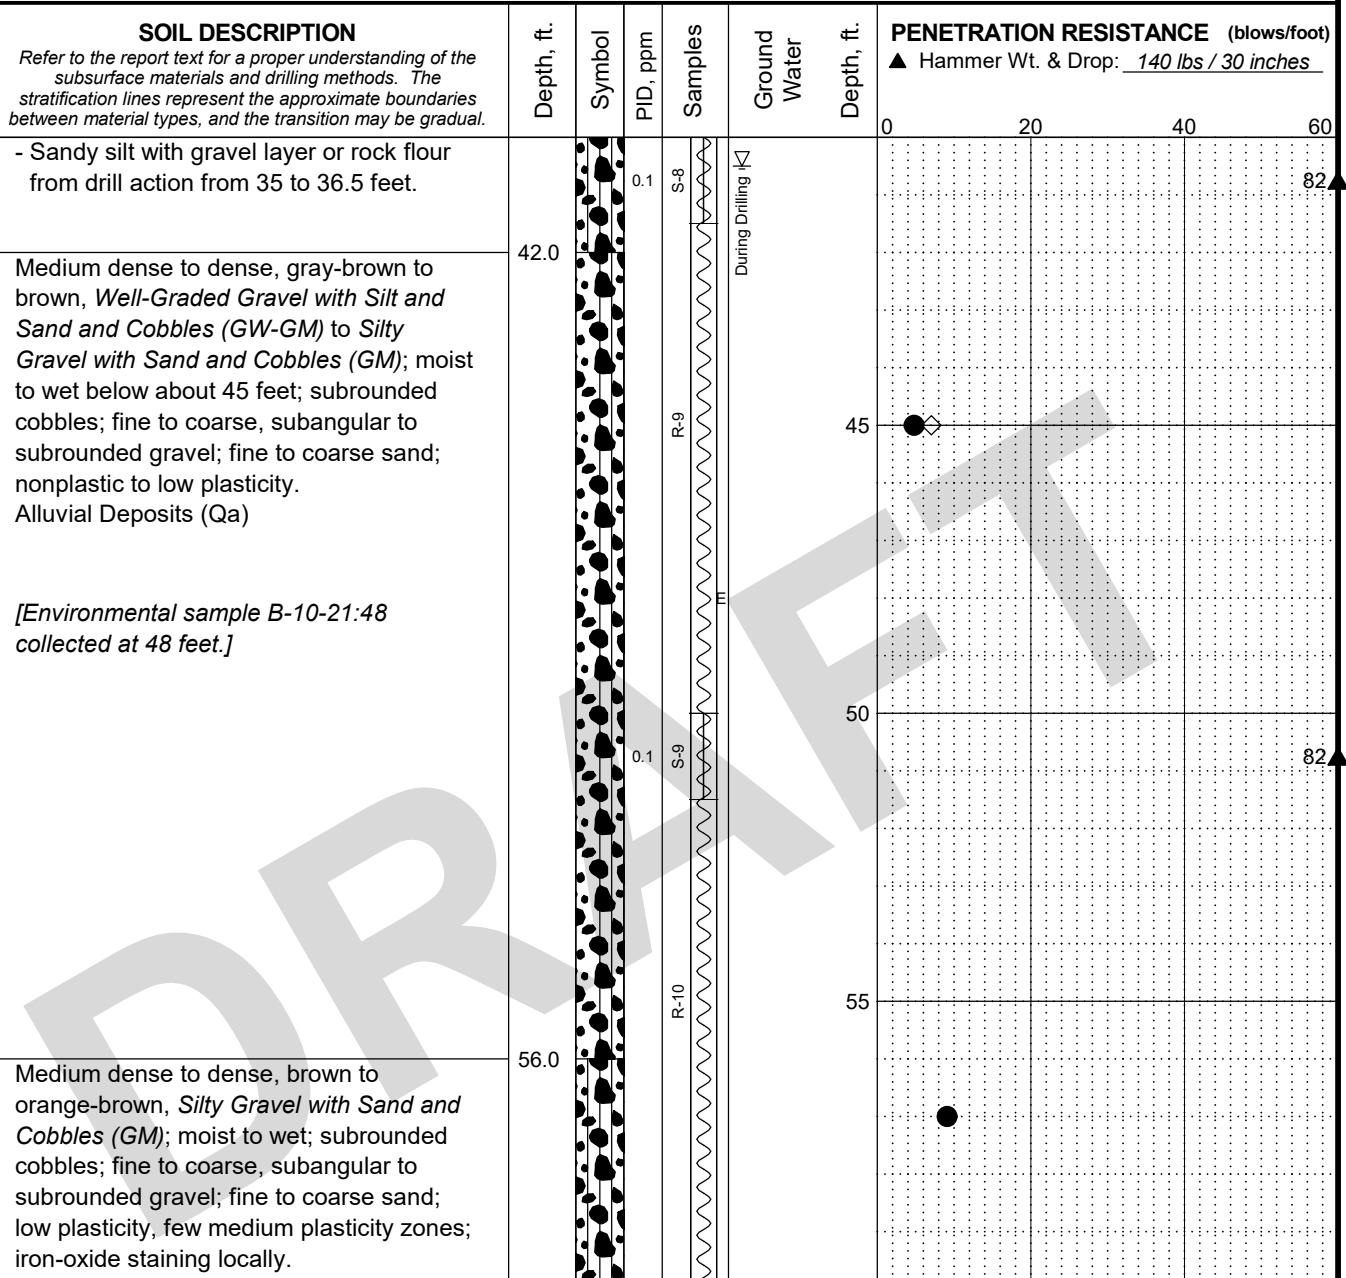 SOIL DESCRIPTION
Refer to the report text for a proper understanding of the
subsurface materials and drilling methods. The
stratification lines represent the approximate boundaries
between material types, and the transition may be gradual.
Depth, ft.
Symbol
PID, ppm
Samples
Ground
Water
Depth, ft.
PENETRATION RESISTANCE (blows/foot)
▲ Hammer Wt. & Drop: 140 lbs / 30 inches
0 20 40 60
- Sandy silt with gravel layer or rock flour
from drill action from 35 to 36.5 feet.
0.1
S-8
During Drilling
82
42.0
Medium dense to dense, gray-brown to
brown, Well-Graded Gravel with Silt and
Sand and Cobbles (GW-GM) to Silty
Gravel with Sand and Cobbles (GM); moist
to wet below about 45 feet; subrounded
cobbles; fine to coarse, subangular to
subrounded gravel; fine to coarse sand;
nonplastic to low plasticity.
Alluvial Deposits (Qa)
R-9
45
[Environmental sample B-10-21:48
collected at 48 feet.]
E
50
0.1
S-9
82
R-10
55
56.0
Medium dense to dense, brown to
orange-brown, Silty Gravel with Sand and
Cobbles (GM); moist to wet; subrounded
cobbles; fine to coarse, subangular to
subrounded gravel; fine to coarse sand;
low plasticity, few medium plasticity zones;
iron-oxide staining locally.
DRAFT